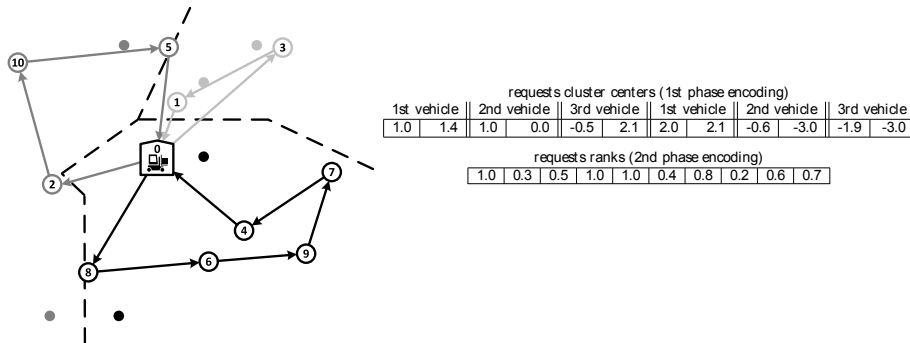 5
3
10
1
0
2
7
4
9
6
8
requests cluster centers (1st phase encoding)
1st vehicle 2nd vehicle 3rd vehicle 1st vehicle 2nd vehicle 3rd vehicle
1.0 1.4 1.0 0.0 -0.5 2.1 2.0 2.1 -0.6 -3.0 -1.9 -3.0
requests ranks (2nd phase encoding)
1.0 0.3 0.5 1.0 1.0 0.4 0.8 0.2 0.6 0.7